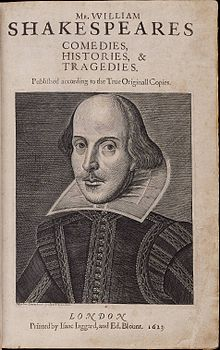 Mr. WILLIAM
SHAKESPEARES
COMEDIES,
HISTORIES, &
TRAGEDIES.
Published according to the True Originall Copies.
LONDON
Printed by Isaac Iaggard, and Ed. Blount. 1623